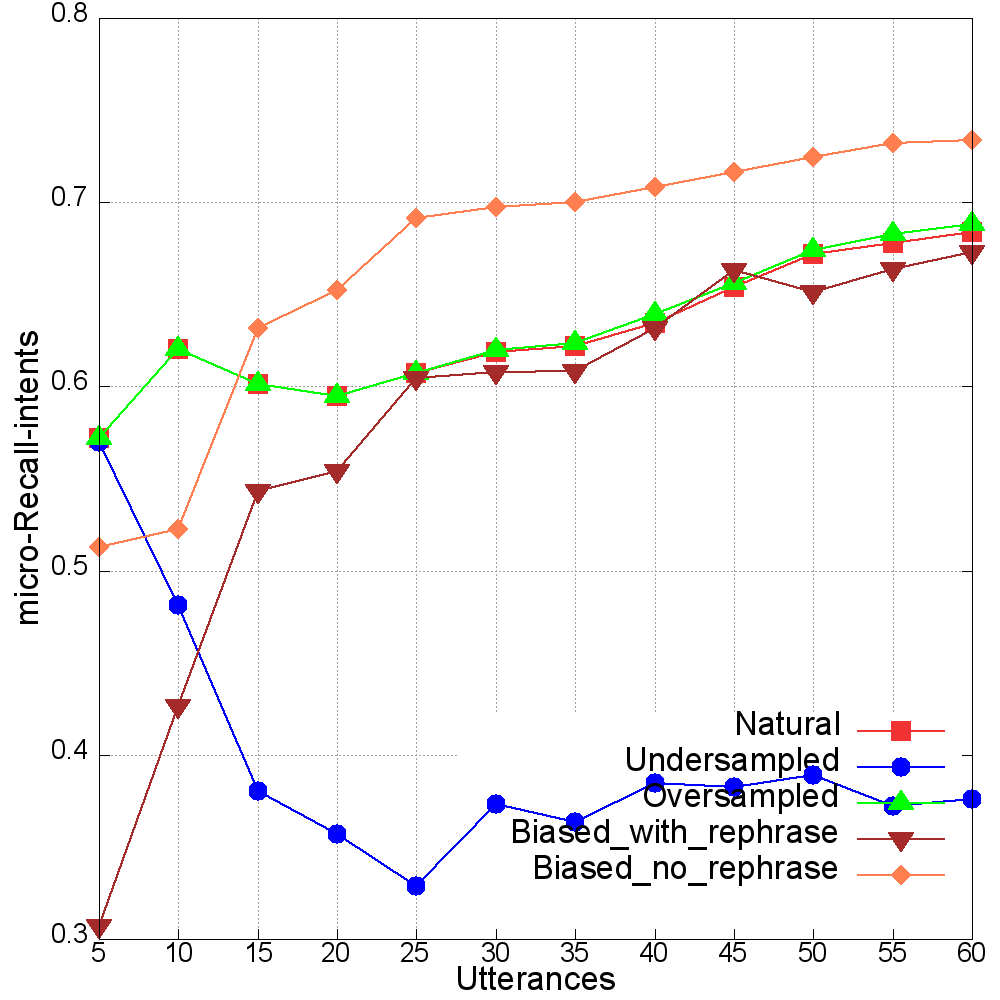 0.8
0.7
0.6
0.5
0.4
0.3
micro-Recall-intents
Natural
Undersampled
Oversampled
Biased_with_rephrase
Biased_no_rephrase
5 10 15 20 25 30 35 40 45 50 55 60
Utterances